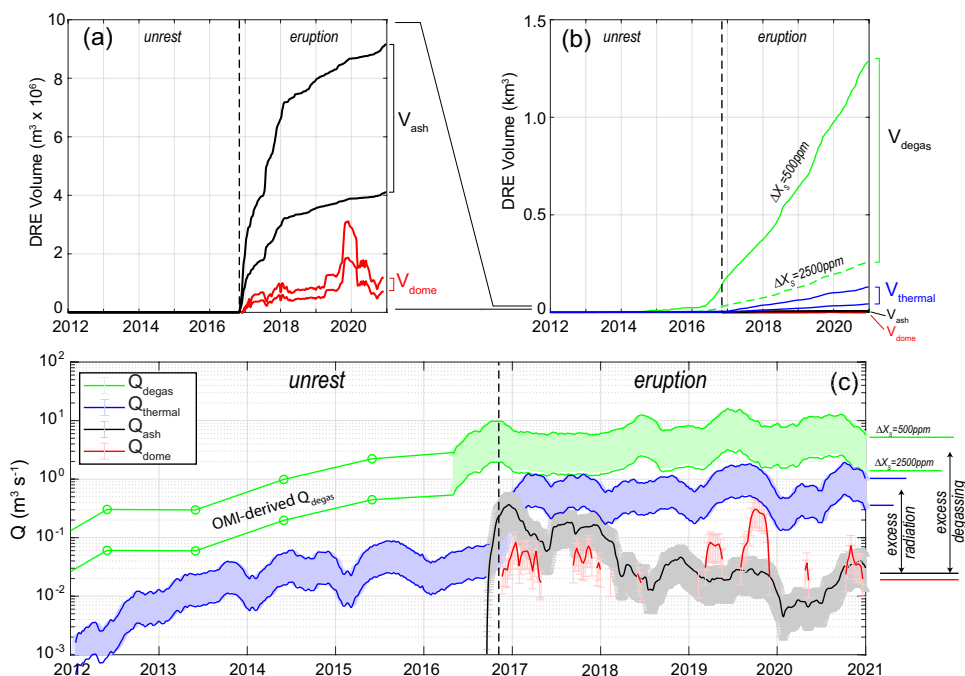 (a)
unrest
eruption
DRE Volume (m³ x 10⁶)
10
8
6
4
2
0
V_ash
V_dome
2012
2014
2016
2018
2020
(b)
unrest
eruption
DRE Volume (km³)
1.5
1.0
0.5
0
ΔX_S=500ppm
ΔX_S=2500ppm
V_degas
V_thermal
V_ash
V_dome
2012
2014
2016
2018
2020
(c)
unrest
eruption
Q (m³ s⁻¹)
10²
10¹
10⁰
10⁻¹
10⁻²
10⁻³
Q_degas
Q_thermal
Q_ash
Q_dome
OMI-derived Q_degas
ΔX_S=500ppm
ΔX_S=2500ppm
excess
radiation
excess
degassing
2012
2013
2014
2015
2016
2017
2018
2019
2020
2021